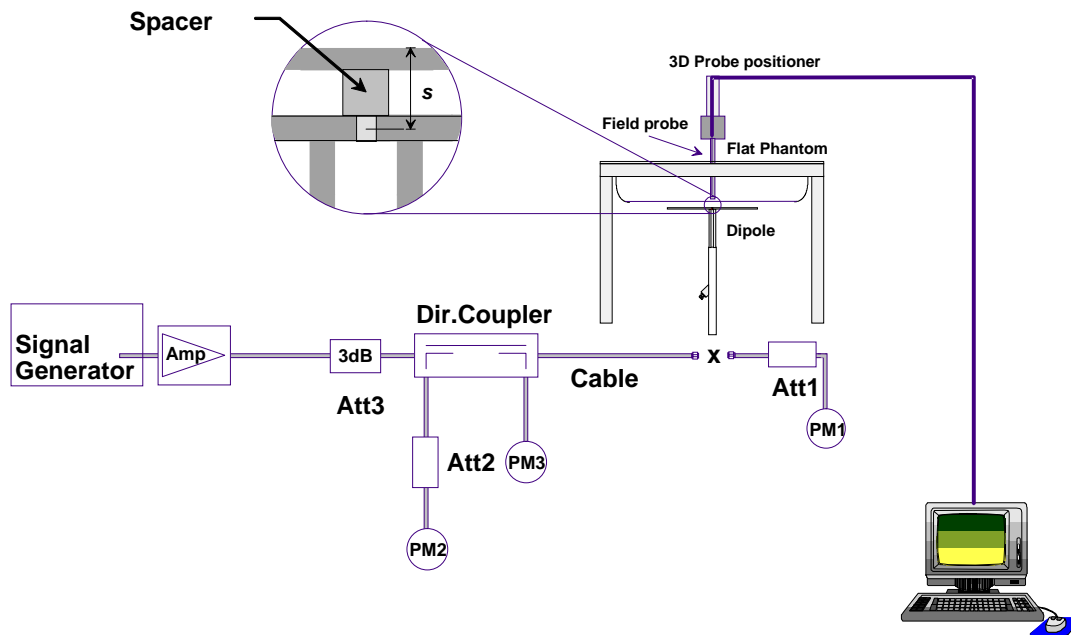 Spacer
s
3D Probe positioner
Field probe
Flat Phantom
Dipole
Dir.Coupler
Signal
Generator
Amp
3dB
Att3
Cable
x
Att1
PM1
Att2
PM3
PM2